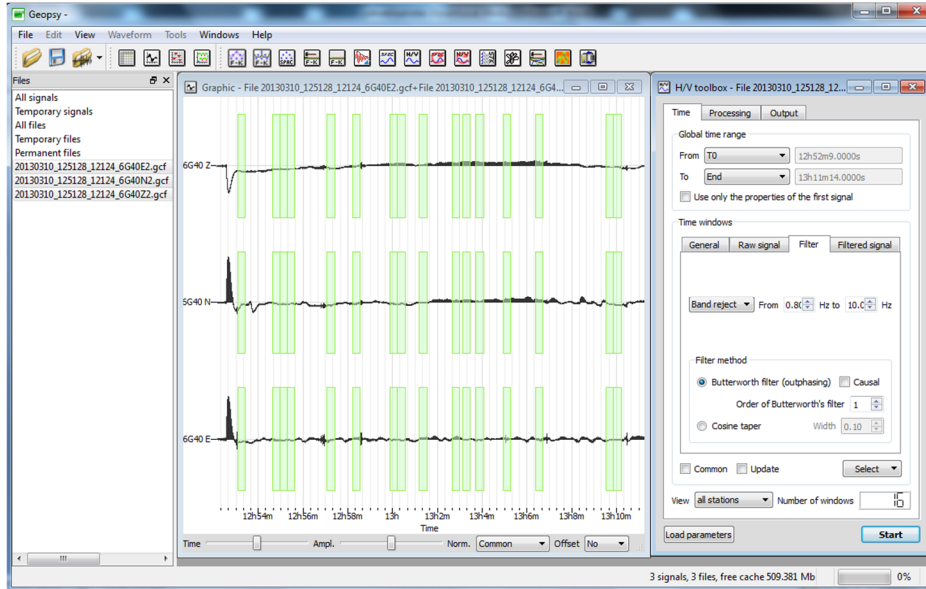 Geopsy -
File Edit View Waveform Tools Windows Help
Files
All signals
Temporary signals
All files
Temporary files
Permanent files
20130310_125128_12124_6G40E2.gcf
20130310_125128_12124_6G40N2.gcf
20130310_125128_12124_6G40Z2.gcf
Graphic - File 20130310_125128_12124_6G40E2.gcf+File 20130310_125128_12124_6G4...
6G40 Z
6G40 N
6G40 E
12h54m 12h56m 12h58m 13h 13h2m 13h4m 13h6m 13h8m 13h10m
Time
Time Ampl. Norm. Common Offset No
H/V toolbox - File 20130310_125128_12...
Time Processing Output
Global time range
From T0 12h52m9.0000s
To End 13h11m14.0000s
Use only the properties of the first signal
Time windows
General Raw signal Filter Filtered signal
Band reject From 0.80 Hz to 10.0 Hz
Filter method
Butterworth filter (outphasing) Causal
Order of Butterworth's filter 1
Cosine taper Width 0.10
Common Update Select
View all stations Number of windows 16
Load parameters Start
3 signals, 3 files, free cache 509.381 Mb 0%